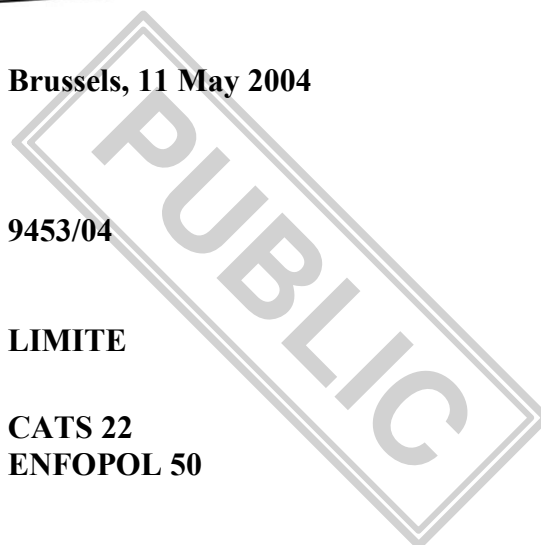 Brussels, 11 May 2004
9453/04
LIMITE
CATS 22
ENFOPOL 50
PUBLIC